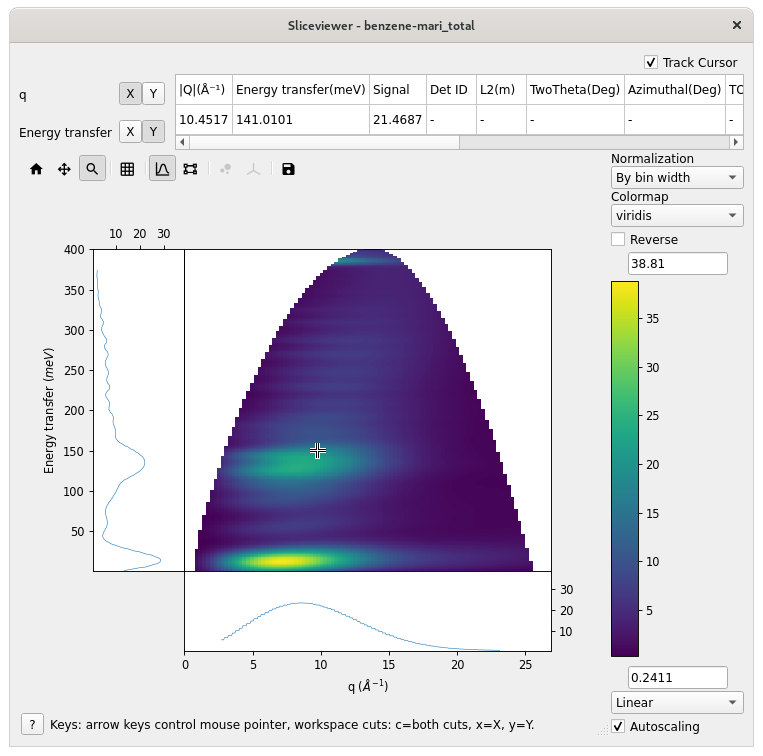 Sliceviewer - benzene-mari_total
×
Track Cursor
q X Y
|Q|(Å⁻¹) Energy transfer(meV) Signal Det ID L2(m) TwoTheta(Deg) Azimuthal(Deg) TC
10.4517 141.0101 21.4687 - - - - -
Energy transfer X Y
Normalization
By bin width
Colormap
viridis
Reverse
38.81
10 20 30
400
350
300
250
200
150
100
50
Energy transfer (meV)
35
30
25
20
15
10
5
30
20
10
0 5 10 15 20 25
q (Å⁻¹)
0.2411
Linear
Autoscaling
? Keys: arrow keys control mouse pointer, workspace cuts: c=both cuts, x=X, y=Y.